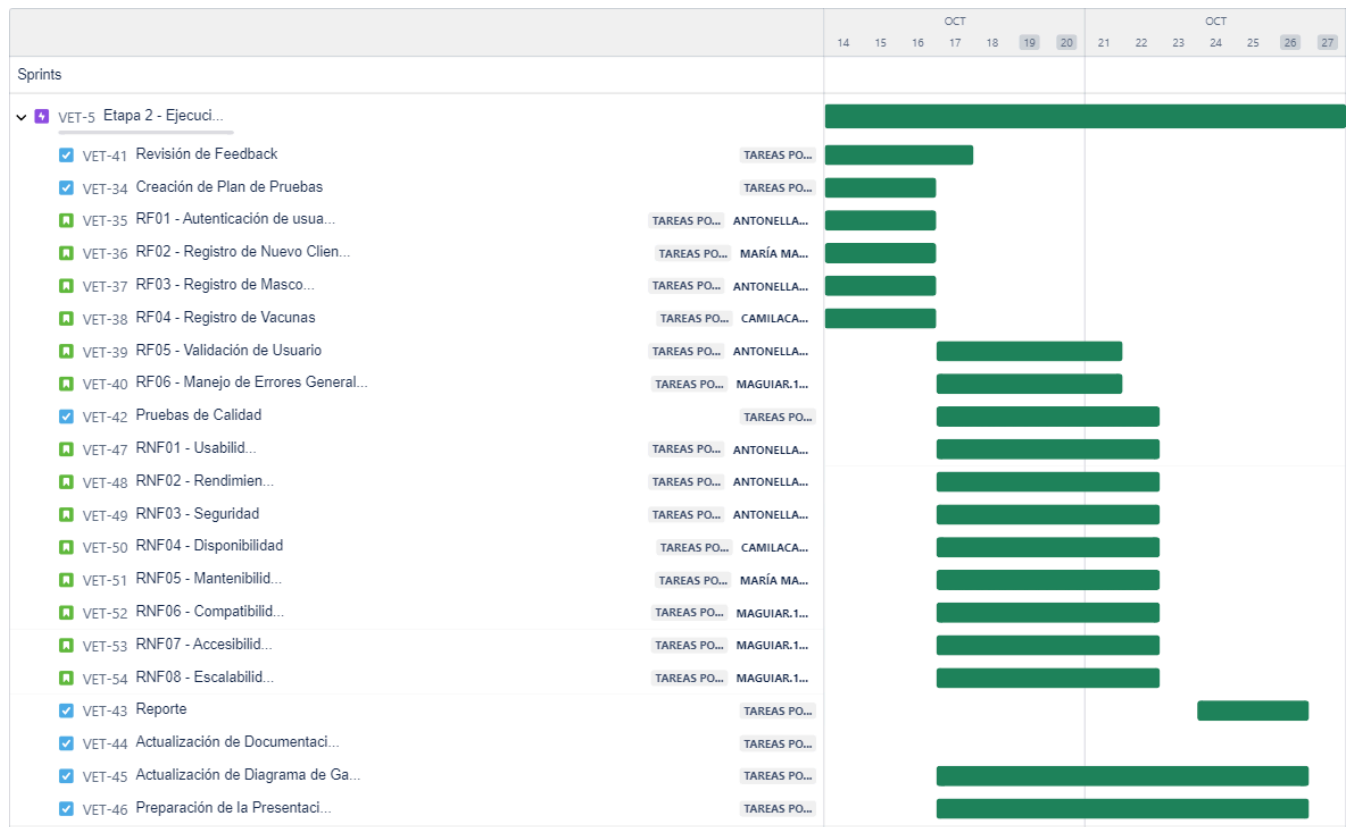 OCT OCT
14 15 16 17 18 19 20 21 22 23 24 25 26 27
Sprints
VET-5 Etapa 2 - Ejecuci...
VET-41 Revisión de Feedback TAREAS PO...
VET-34 Creación de Plan de Pruebas TAREAS PO...
VET-35 RF01 - Autenticación de usua... TAREAS PO... ANTONELLA...
VET-36 RF02 - Registro de Nuevo Clien... TAREAS PO... MARÍA MA...
VET-37 RF03 - Registro de Masco... TAREAS PO... ANTONELLA...
VET-38 RF04 - Registro de Vacunas TAREAS PO... CAMILACA...
VET-39 RF05 - Validación de Usuario TAREAS PO... ANTONELLA...
VET-40 RF06 - Manejo de Errores General... TAREAS PO... MAGUIAR.1...
VET-42 Pruebas de Calidad TAREAS PO...
VET-47 RNF01 - Usabilid... TAREAS PO... ANTONELLA...
VET-48 RNF02 - Rendimien... TAREAS PO... ANTONELLA...
VET-49 RNF03 - Seguridad TAREAS PO... ANTONELLA...
VET-50 RNF04 - Disponibilidad TAREAS PO... CAMILACA...
VET-51 RNF05 - Mantenibilid... TAREAS PO... MARÍA MA...
VET-52 RNF06 - Compatibilid... TAREAS PO... MAGUIAR.1...
VET-53 RNF07 - Accesibilid... TAREAS PO... MAGUIAR.1...
VET-54 RNF08 - Escalabilid... TAREAS PO... MAGUIAR.1...
VET-43 Reporte TAREAS PO...
VET-44 Actualización de Documentaci... TAREAS PO...
VET-45 Actualización de Diagrama de Ga... TAREAS PO...
VET-46 Preparación de la Presentaci... TAREAS PO...